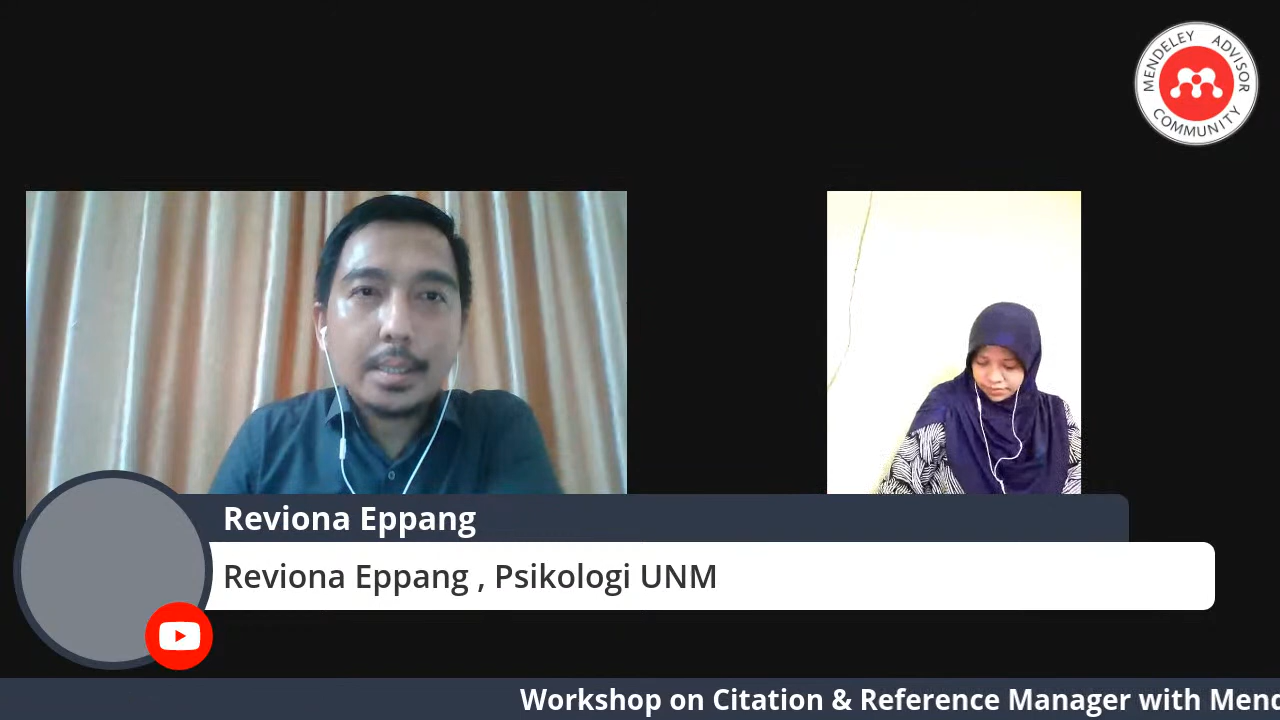 MENDELEY ADVISOR
COMMUNITY
Reviona Eppang
Reviona Eppang , Psikologi UNM
Workshop on Citation & Reference Manager with Mend